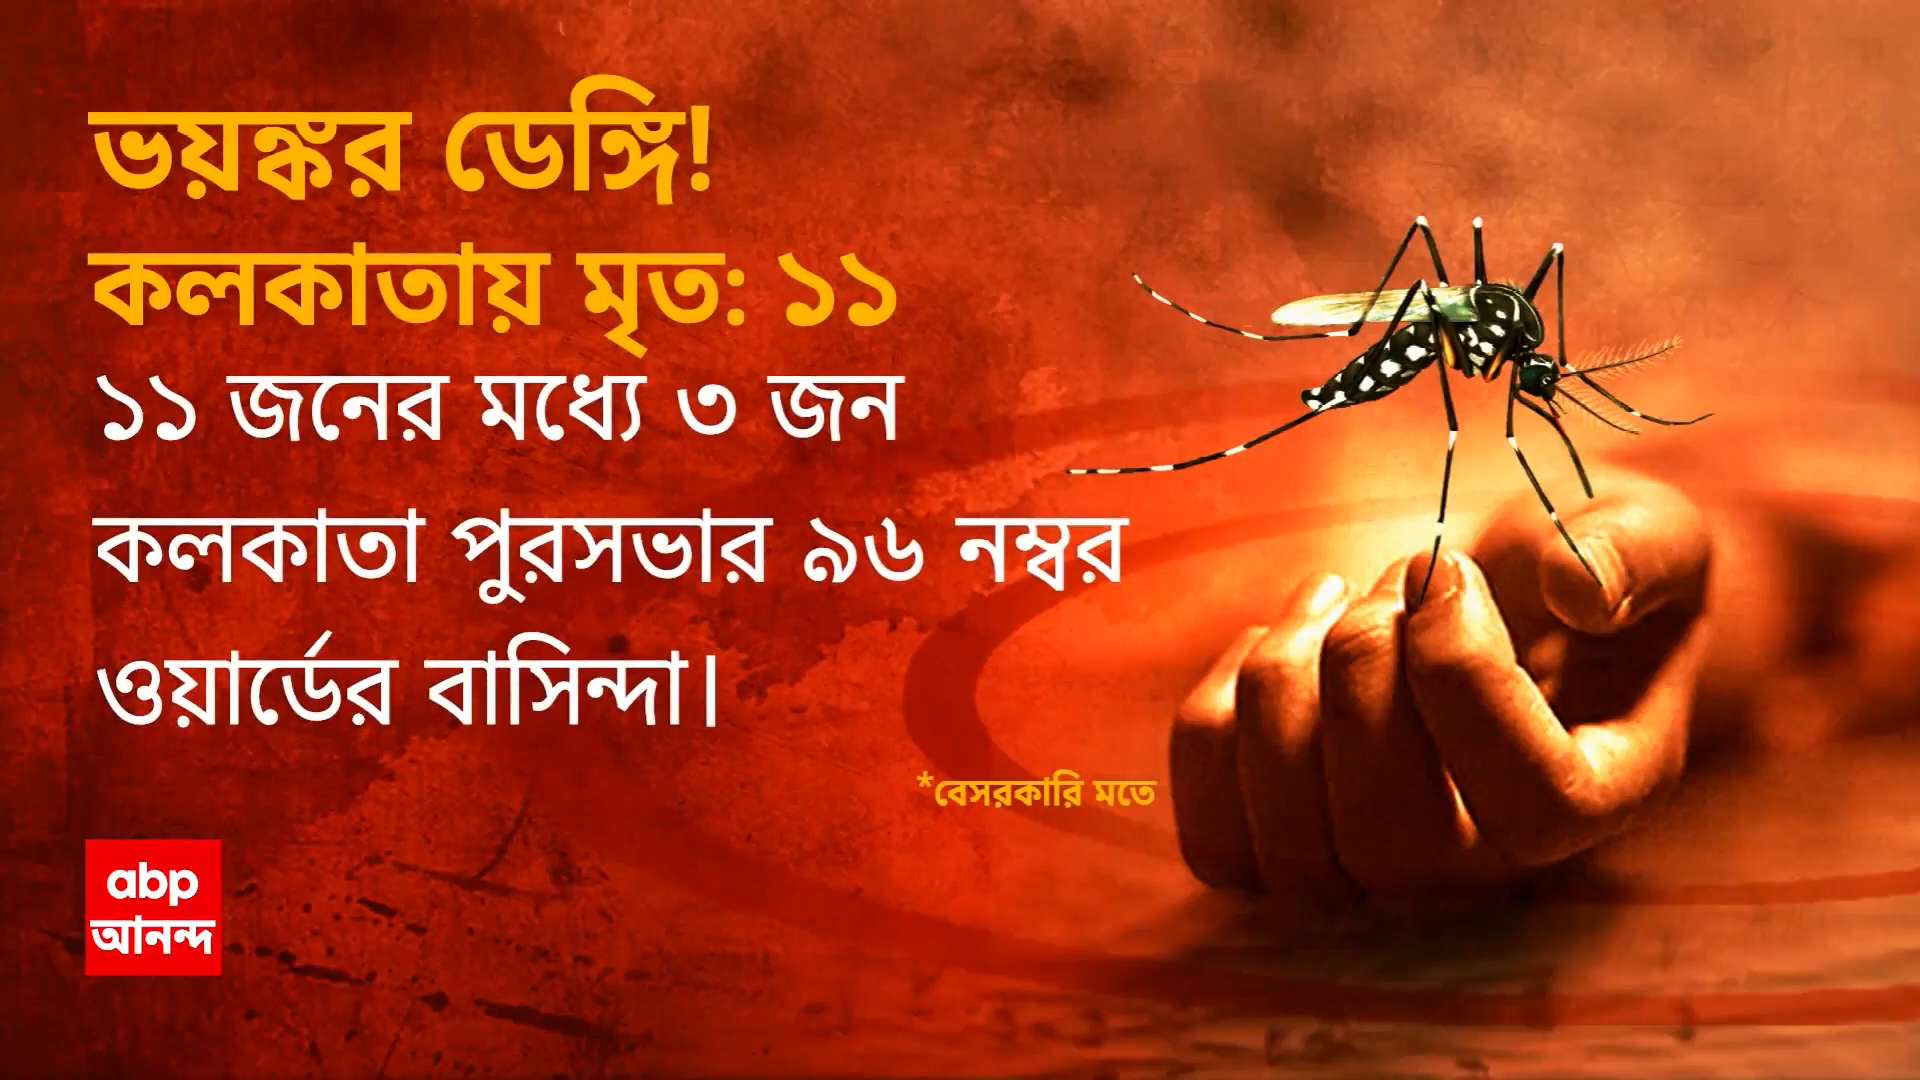 ভয়ঙ্কর ডেঙ্গি!
কলকাতায় মৃত: ১১
১১ জনের মধ্যে ৩ জন
কলকাতা পুরসভার ৯৬ নম্বর
ওয়ার্ডের বাসিন্দা।
*বেসরকারি মতে
abp
আনন্দ